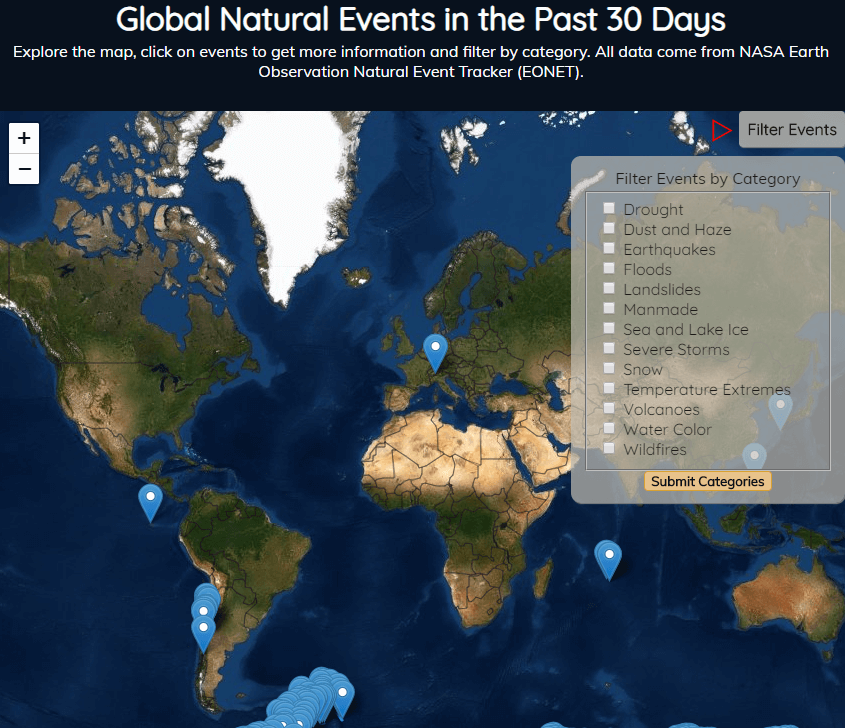 Global Natural Events in the Past 30 Days
Explore the map, click on events to get more information and filter by category. All data come from NASA Earth
Observation Natural Event Tracker (EONET).
+
−
Filter Events
Filter Events by Category
Drought
Dust and Haze
Earthquakes
Floods
Landslides
Manmade
Sea and Lake Ice
Severe Storms
Snow
Temperature Extremes
Volcanoes
Water Color
Wildfires
Submit Categories